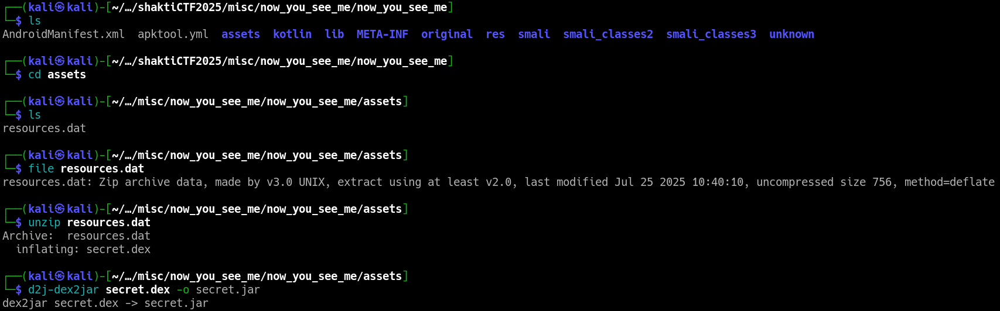 ┌──(kali㉿kali)-[~/…/shaktiCTF2025/misc/now_you_see_me/now_you_see_me]
└─$ ls
AndroidManifest.xml  apktool.yml  assets  kotlin  lib  META-INF  original  res  smali  smali_classes2  smali_classes3  unknown
┌──(kali㉿kali)-[~/…/shaktiCTF2025/misc/now_you_see_me/now_you_see_me]
└─$ cd assets
┌──(kali㉿kali)-[~/…/misc/now_you_see_me/now_you_see_me/assets]
└─$ ls
resources.dat
┌──(kali㉿kali)-[~/…/misc/now_you_see_me/now_you_see_me/assets]
└─$ file resources.dat
resources.dat: Zip archive data, made by v3.0 UNIX, extract using at least v2.0, last modified Jul 25 2025 10:40:10, uncompressed size 756, method=deflate
┌──(kali㉿kali)-[~/…/misc/now_you_see_me/now_you_see_me/assets]
└─$ unzip resources.dat
Archive:  resources.dat
  inflating: secret.dex
┌──(kali㉿kali)-[~/…/misc/now_you_see_me/now_you_see_me/assets]
└─$ d2j-dex2jar secret.dex -o secret.jar
dex2jar secret.dex -> secret.jar